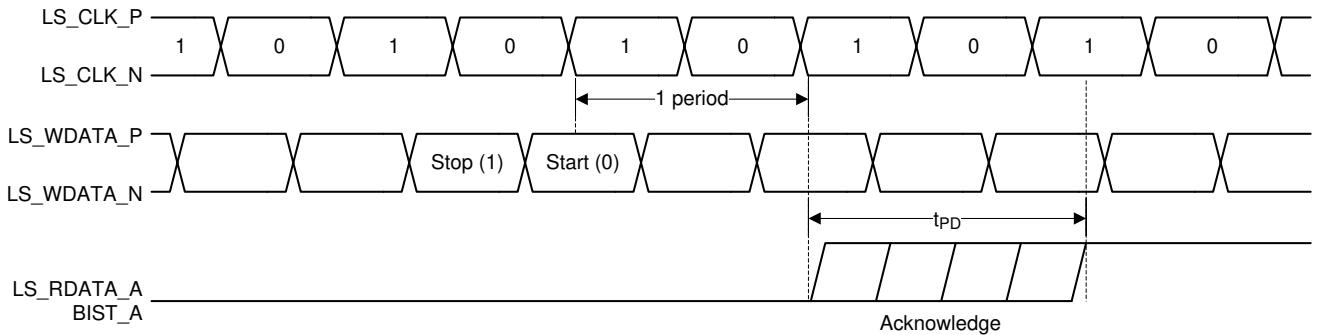 LS_CLK_P
1 0 1 0 1 0 1 0 1 0
LS_CLK_N
1 period
LS_WDATA_P
Stop (1) Start (0)
LS_WDATA_N
tPD
LS_RDATA_A
BIST_A
Acknowledge